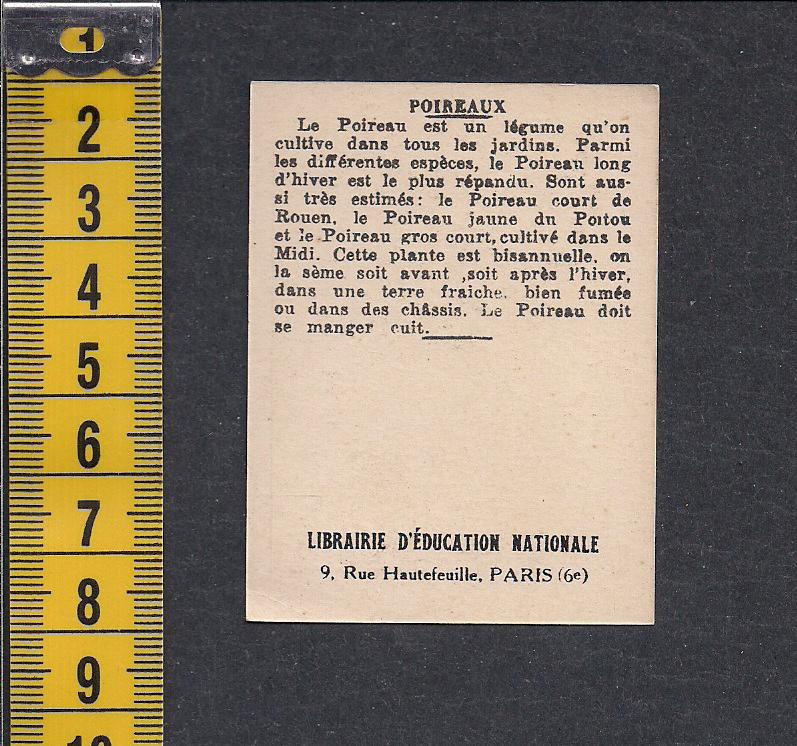 1
2
3
4
5
6
7
8
9
10
POIREAUX
Le Poireau est un légume qu'on
cultive dans tous les jardins. Parmi
les différentes espèces, le Poireau long
d'hiver est le plus répandu. Sont aus-
si très estimés: le Poireau court de
Rouen, le Poireau jaune du Poitou
et le Poireau gros court, cultivé dans le
Midi. Cette plante est bisannuelle, on
la sème soit avant ,soit après l'hiver,
dans une terre fraiche, bien fumée
ou dans des châssis. Le Poireau doit
se manger cuit.
LIBRAIRIE D'ÉDUCATION NATIONALE
9, Rue Hautefeuille, PARIS (6e)